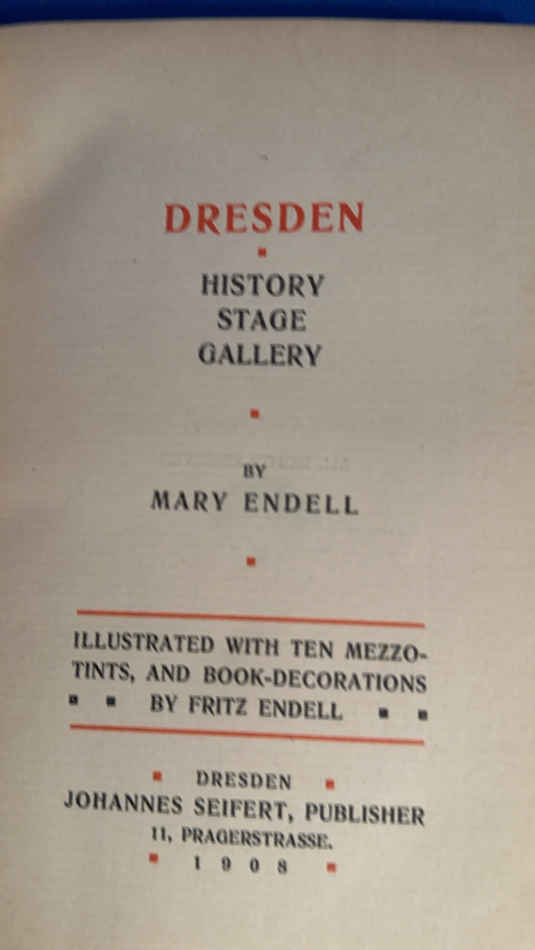 DRESDEN
HISTORY
STAGE
GALLERY
BY
MARY ENDELL
ILLUSTRATED WITH TEN MEZZO-
TINTS, AND BOOK-DECORATIONS
BY FRITZ ENDELL
DRESDEN
JOHANNES SEIFERT, PUBLISHER
11, PRAGERSTRASSE.
1908